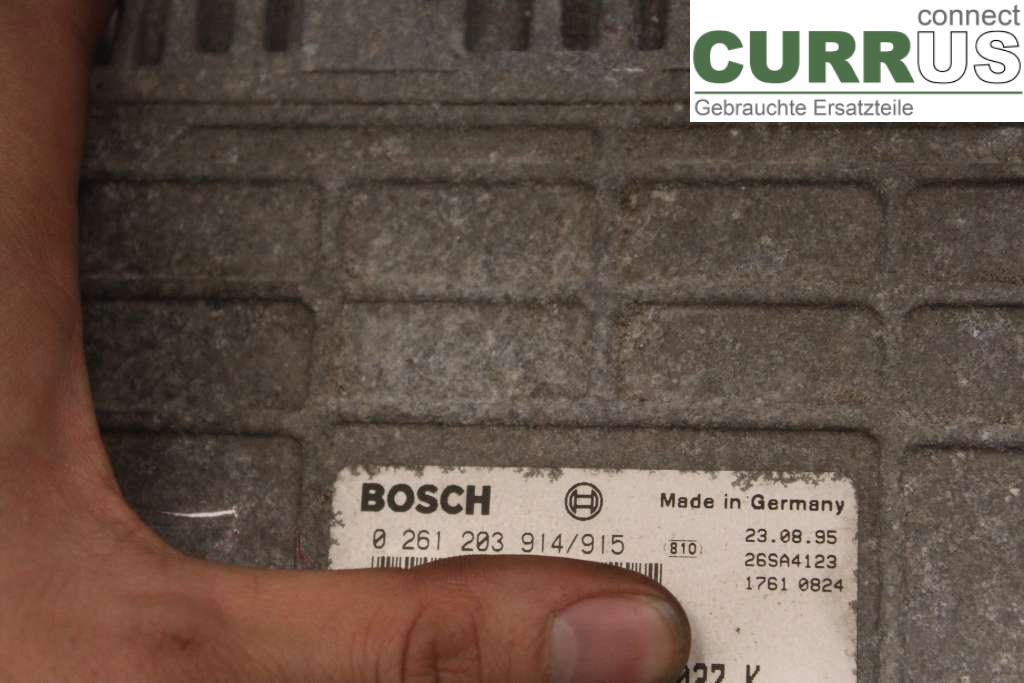 connect
CURRUS
Gebrauchte Ersatzteile
BOSCH Made in Germany
0 261 203 914/915 810 23.08.95
26SA4123
1761 0824
K